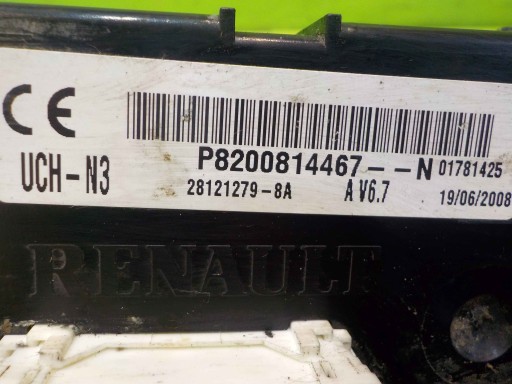 CE
P8200814467--N 01781425
UCH-N3 28121279-8A A V6.7 19/06/2008
RENAULT